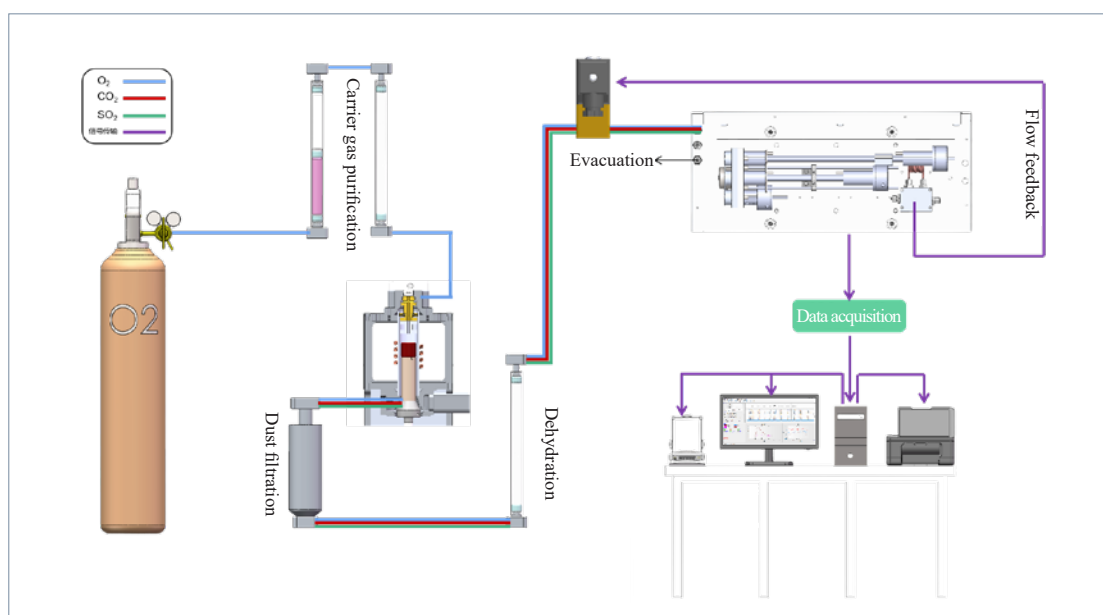 O₂
CO₂
SO₂
信号传输
Carrier gas purification
O2
Evacuation
Flow feedback
Data acquisition
Dust filtration
Dehydration